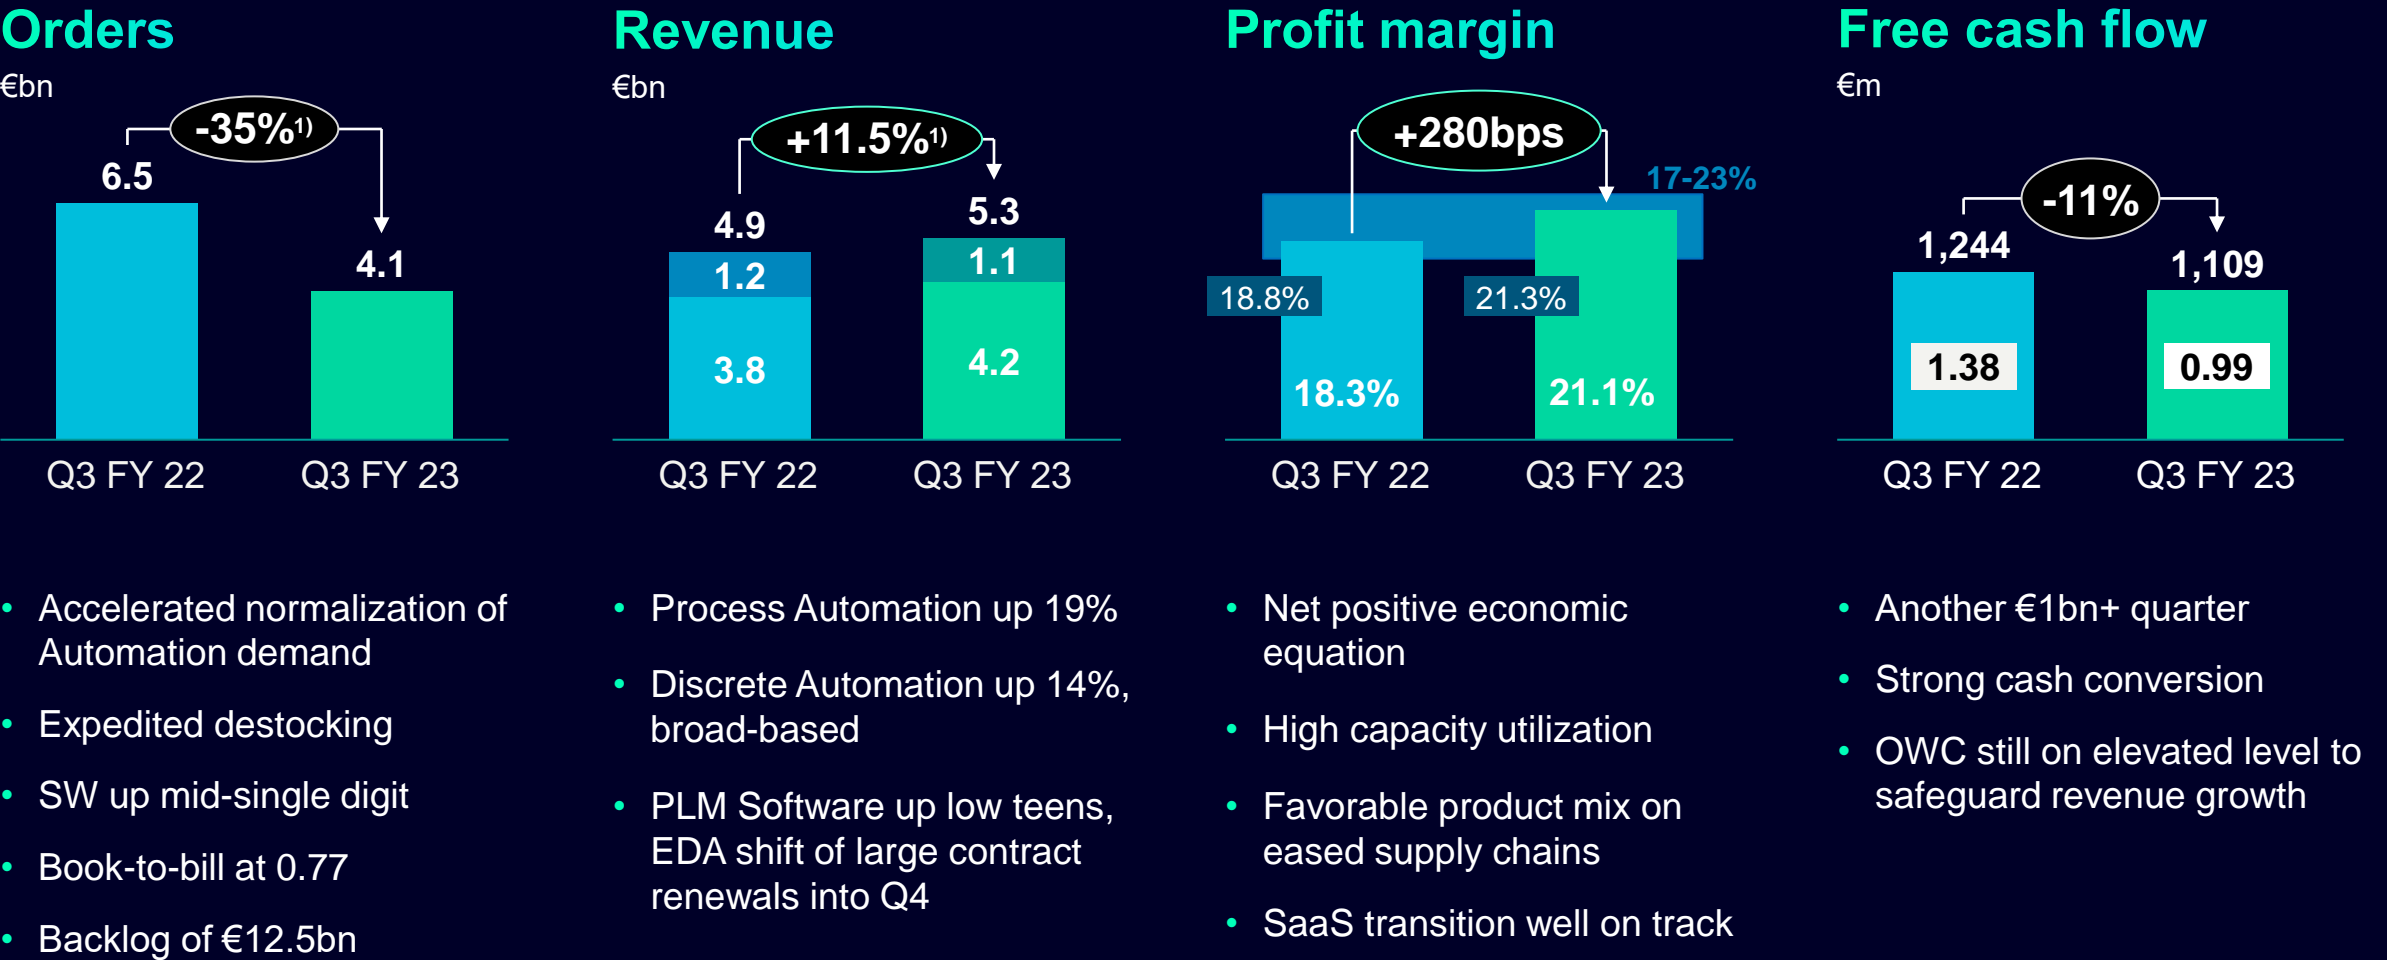 Orders
€bn
-35%1)
6.5
4.1
Q3 FY 22
Q3 FY 23
• Accelerated normalization of
Automation demand
• Expedited destocking
• SW up mid-single digit
• Book-to-bill at 0.77
• Backlog of €12.5bn
Revenue
€bn
+11.5%1)
4.9
1.2
3.8
5.3
1.1
4.2
Q3 FY 22
Q3 FY 23
• Process Automation up 19%
• Discrete Automation up 14%,
broad-based
• PLM Software up low teens,
EDA shift of large contract
renewals into Q4
Profit margin
+280bps
17-23%
18.8%
18.3%
21.3%
21.1%
Q3 FY 22
Q3 FY 23
• Net positive economic
equation
• High capacity utilization
• Favorable product mix on
eased supply chains
• SaaS transition well on track
Free cash flow
€m
-11%
1,244
1.38
1,109
0.99
Q3 FY 22
Q3 FY 23
• Another €1bn+ quarter
• Strong cash conversion
• OWC still on elevated level to
safeguard revenue growth